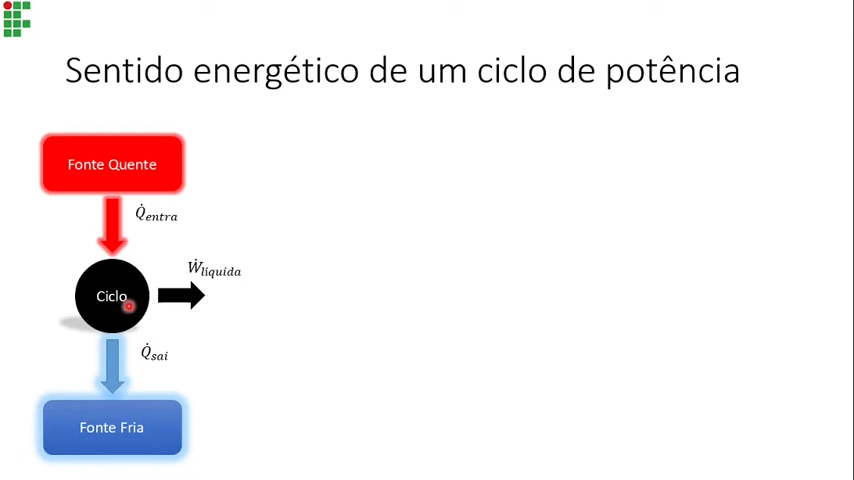 Sentido energético de um ciclo de potência
Fonte Quente
Q̇entra
Ẇlíquida
Ciclo
Q̇sai
Fonte Fria